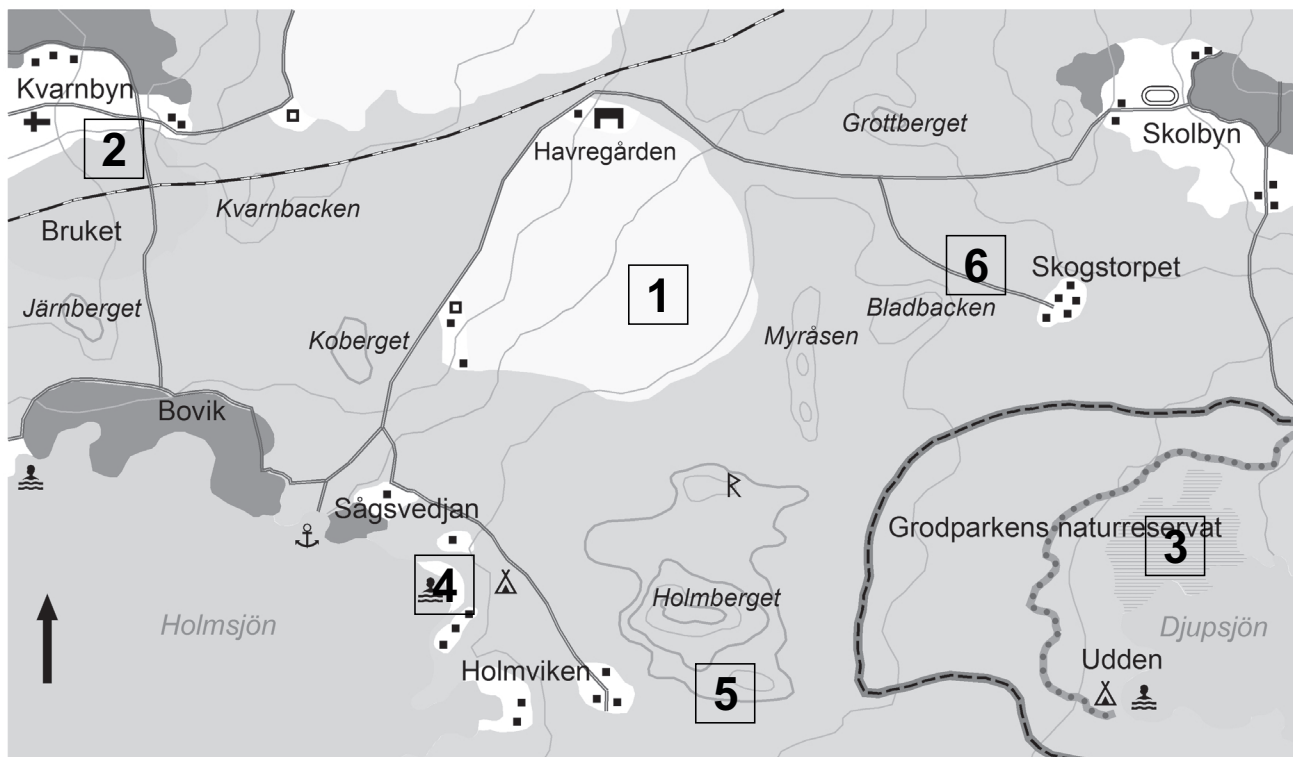 Kvarnbyn
Grottberget
Skolbyn
2
Havregården
Kvarnbacken
Bruket
6
Skogstorpet
1
Järnberget
Bladbacken
Koberget
Myråsen
Bovik
Sågsvedjan
Grodparkens naturreservat
3
4
Holmberget
Holmsjön
Djupsjön
Udden
Holmviken
5